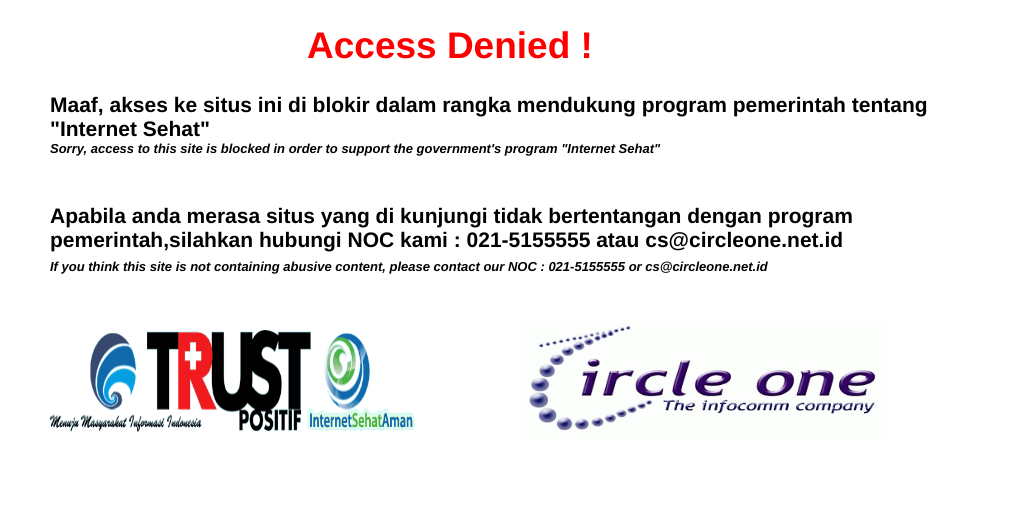 Access Denied !
Maaf, akses ke situs ini di blokir dalam rangka mendukung program pemerintah tentang
"Internet Sehat"
Sorry, access to this site is blocked in order to support the government's program "Internet Sehat"
Apabila anda merasa situs yang di kunjungi tidak bertentangan dengan program
pemerintah,silahkan hubungi NOC kami : 021-5155555 atau cs@circleone.net.id
If you think this site is not containing abusive content, please contact our NOC : 021-5155555 or cs@circleone.net.id
TRUST
POSITIF
Menuju Masyarakat Informasi Indonesia
InternetSehatAman
Circle one
The infocomm company